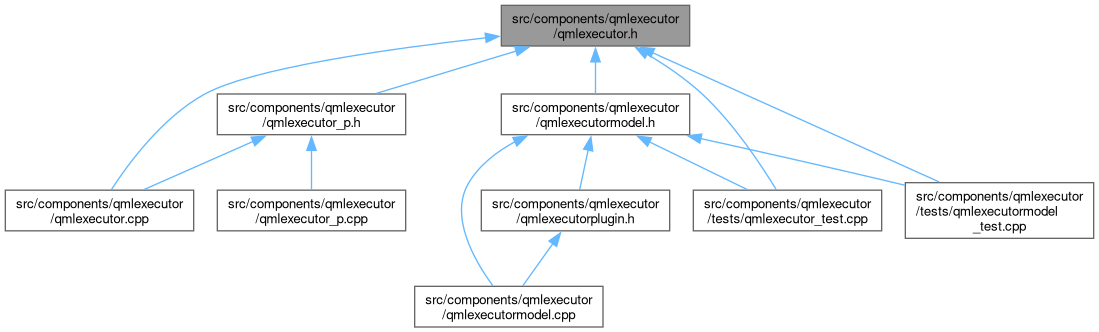 src/components/qmlexecutor
/qmlexecutor.h
src/components/qmlexecutor
/qmlexecutor_p.h
src/components/qmlexecutor
/qmlexecutormodel.h
src/components/qmlexecutor
/qmlexecutor.cpp
src/components/qmlexecutor
/qmlexecutor_p.cpp
src/components/qmlexecutor
/qmlexecutorplugin.h
src/components/qmlexecutor
/tests/qmlexecutor_test.cpp
src/components/qmlexecutor
/tests/qmlexecutormodel
_test.cpp
src/components/qmlexecutor
/qmlexecutormodel.cpp